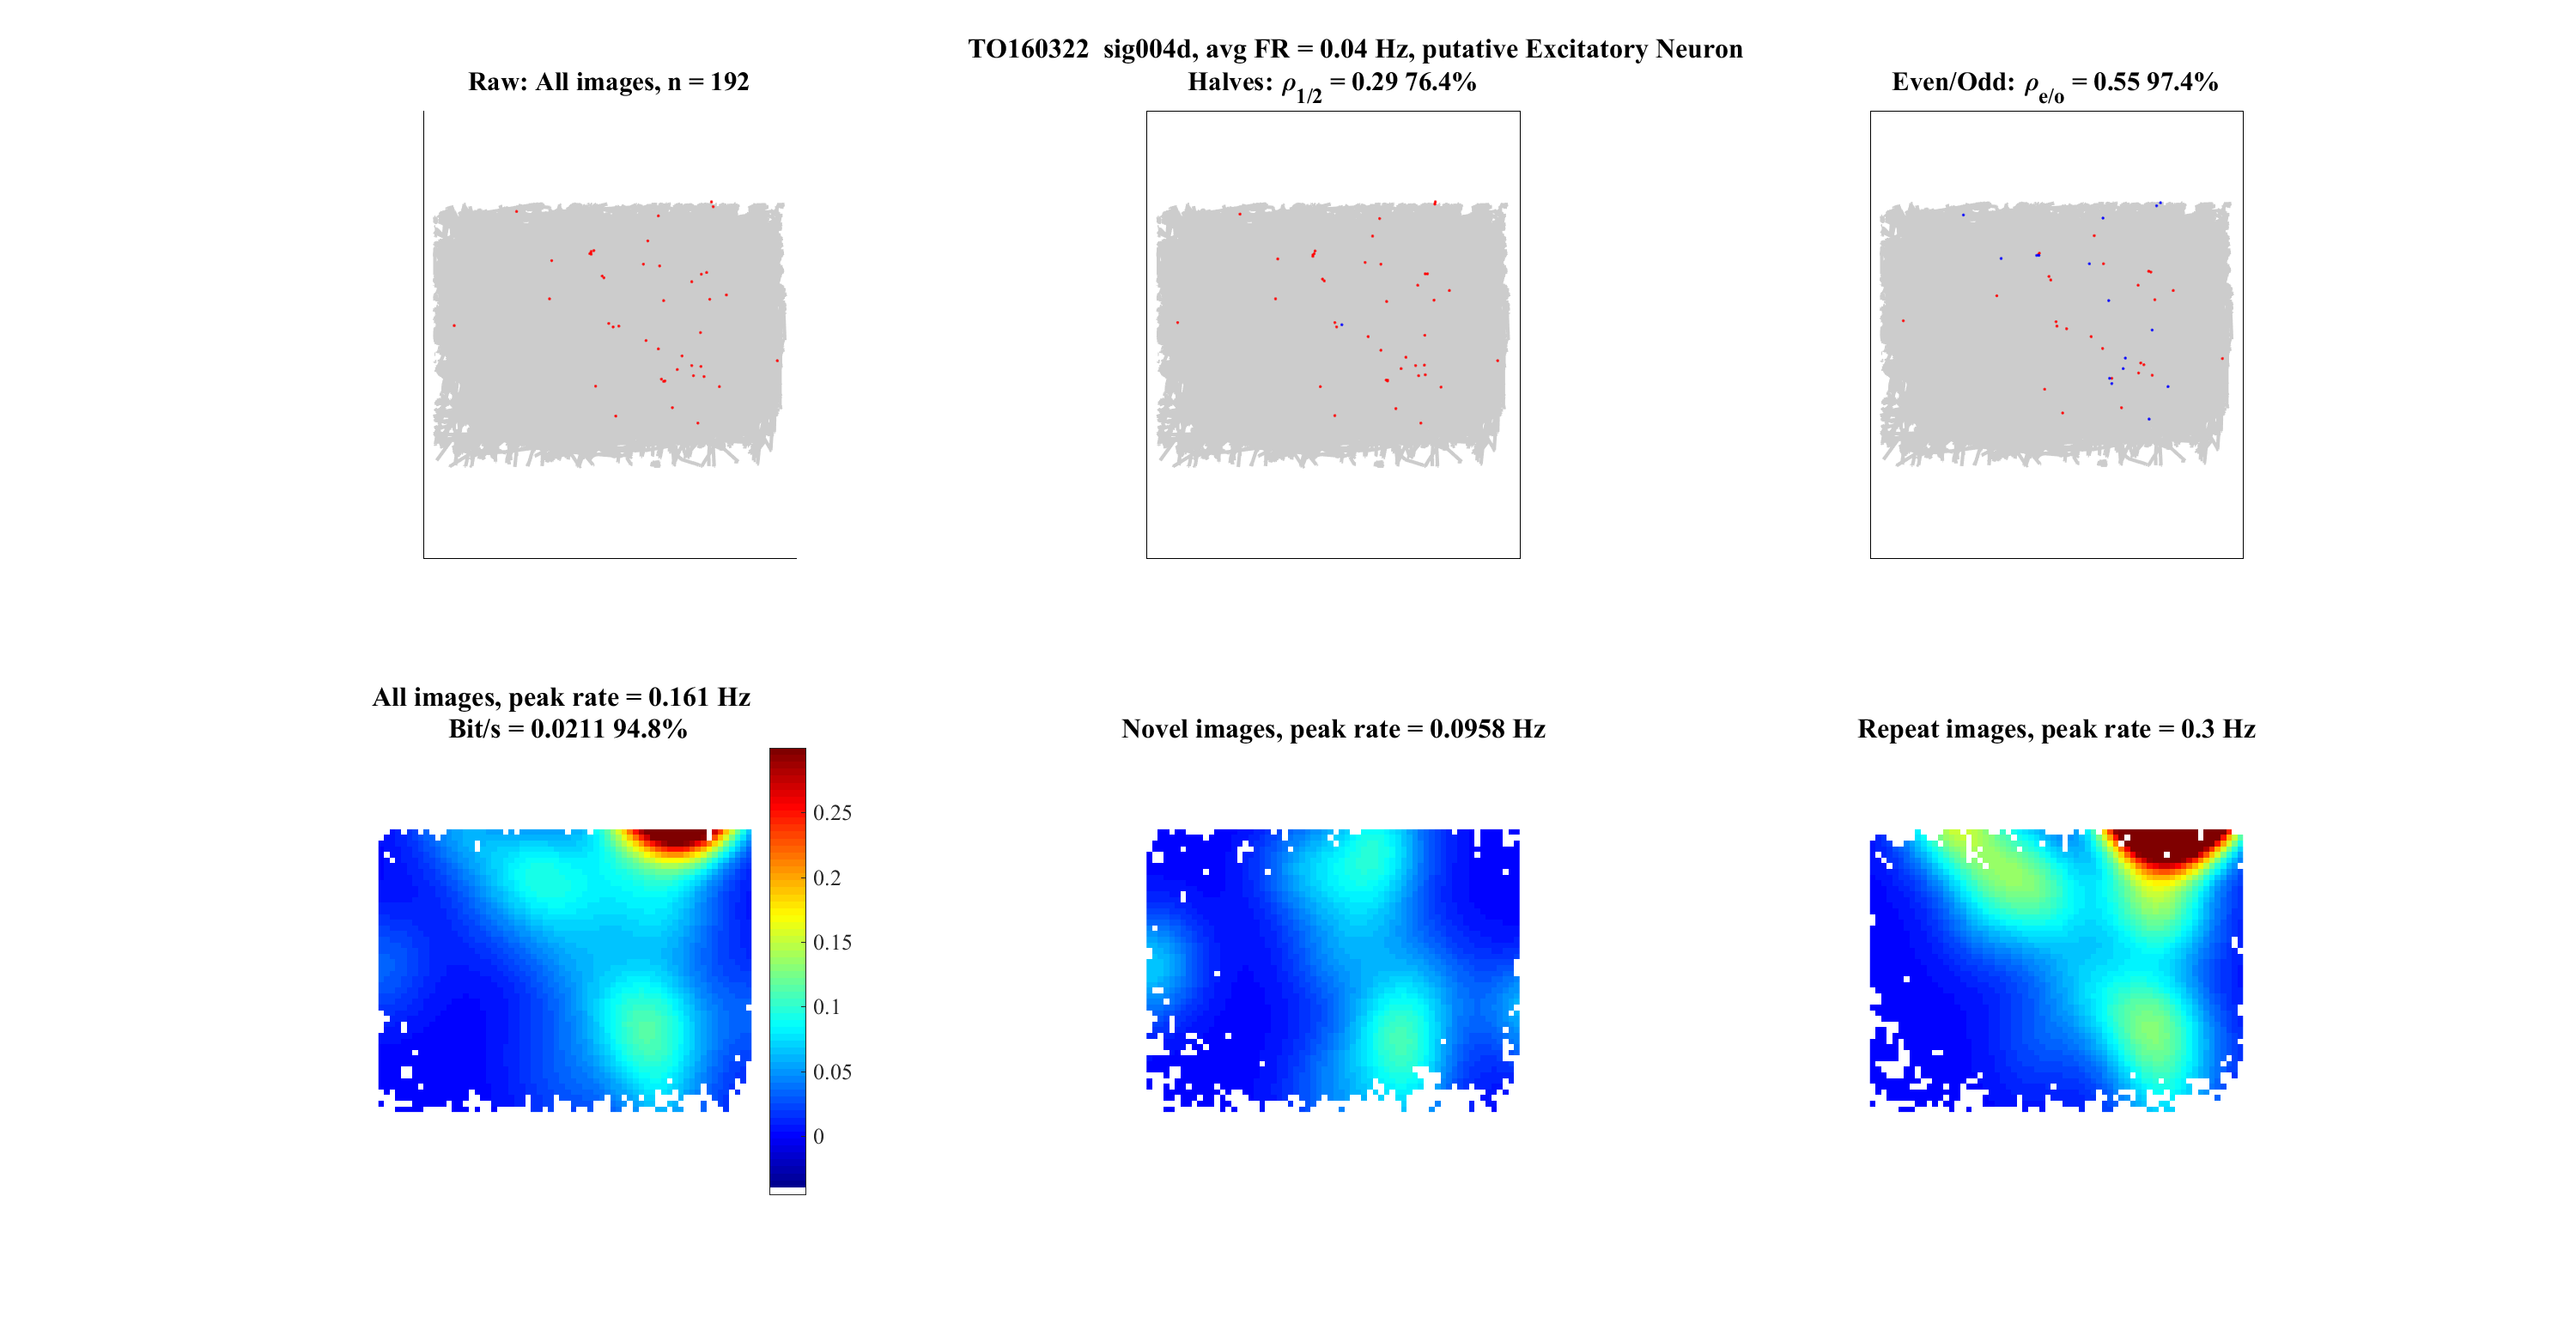 TO160322  sig004d, avg FR = 0.04 Hz, putative Excitatory Neuron
Raw: All images, n = 192
Halves: ρ1/2 = 0.29 76.4%
Even/Odd: ρe/o = 0.55 97.4%
All images, peak rate = 0.161 Hz
Bit/s = 0.0211 94.8%
Novel images, peak rate = 0.0958 Hz
Repeat images, peak rate = 0.3 Hz
0.25
0.2
0.15
0.1
0.05
0